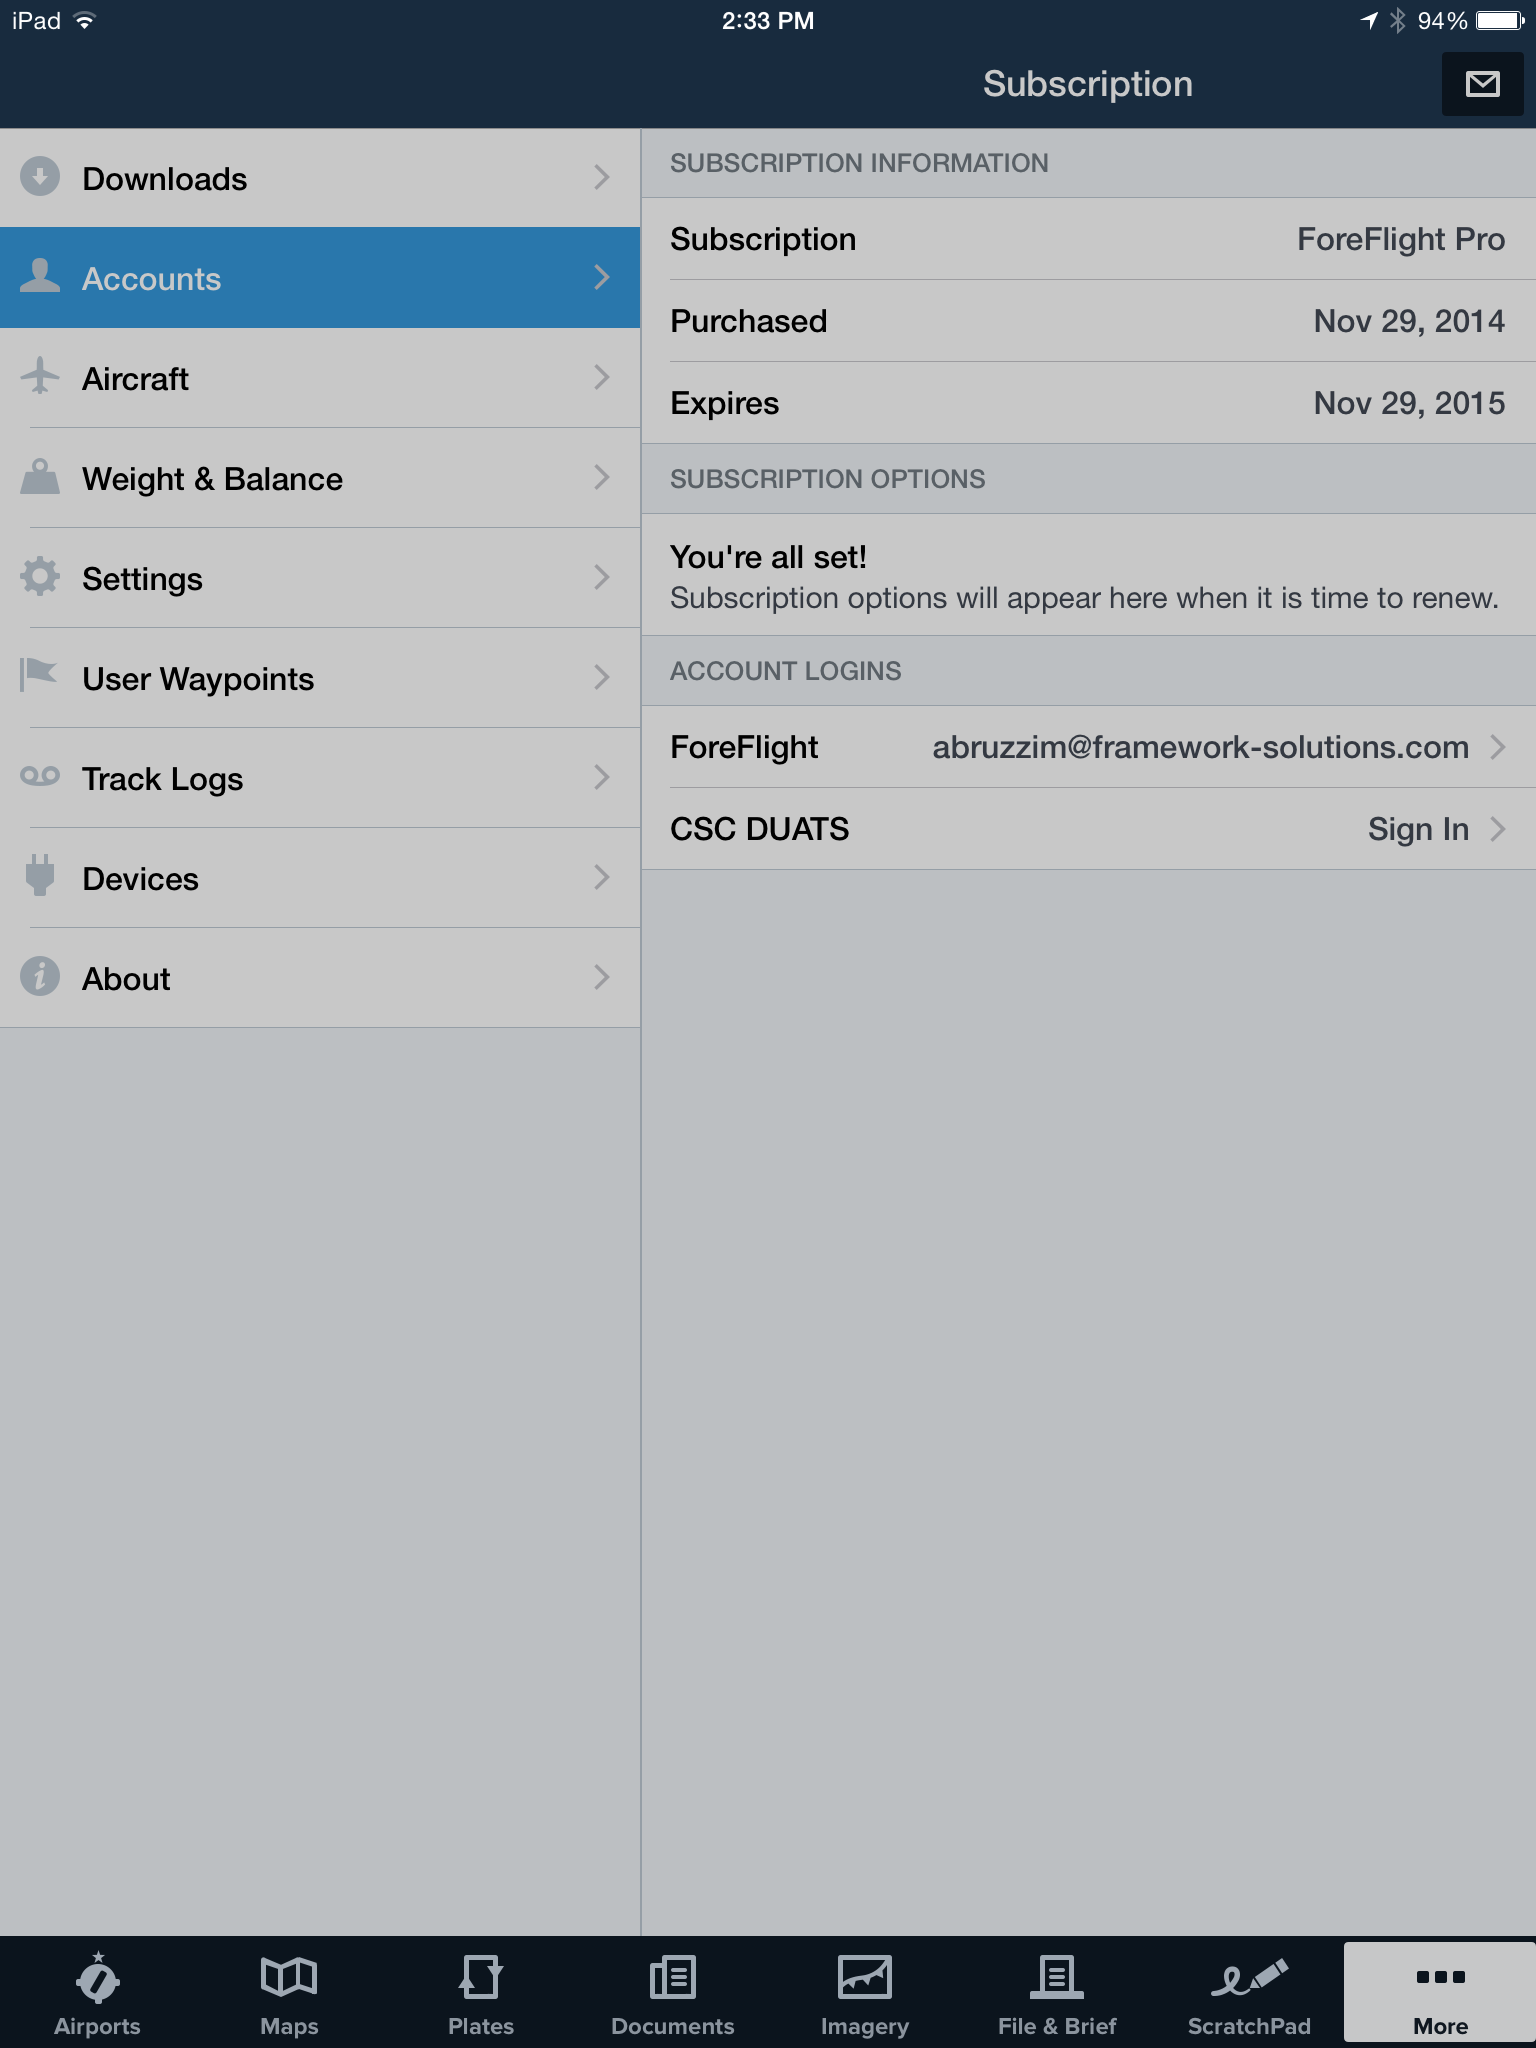 iPad
2:33 PM
94%
Subscription
Downloads
Accounts
Aircraft
Weight & Balance
Settings
User Waypoints
Track Logs
Devices
About
SUBSCRIPTION INFORMATION
Subscription ForeFlight Pro
Purchased Nov 29, 2014
Expires Nov 29, 2015
SUBSCRIPTION OPTIONS
You're all set!
Subscription options will appear here when it is time to renew.
ACCOUNT LOGINS
ForeFlight abruzzim@framework-solutions.com
CSC DUATS Sign In
Airports Maps Plates Documents Imagery File & Brief ScratchPad More